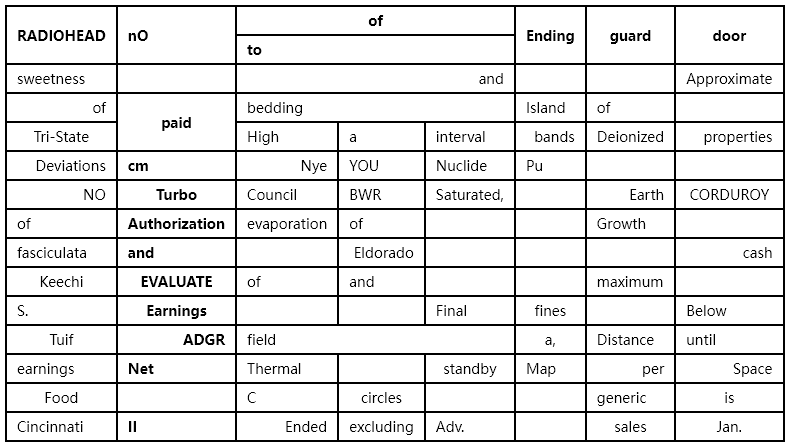 RADIOHEAD nO of Ending guard door
to
sweetness and Approximate
of paid bedding Island of
Tri-State High a interval bands Deionized properties
Deviations cm Nye YOU Nuclide Pu
NO Turbo Council BWR Saturated, Earth CORDUROY
of Authorization evaporation of Growth
fasciculata and Eldorado cash
Keechi EVALUATE of and maximum
S. Earnings Final fines Below
Tuif ADGR field a, Distance until
earnings Net Thermal standby Map per Space
Food C circles generic is
Cincinnati II Ended excluding Adv. sales Jan.